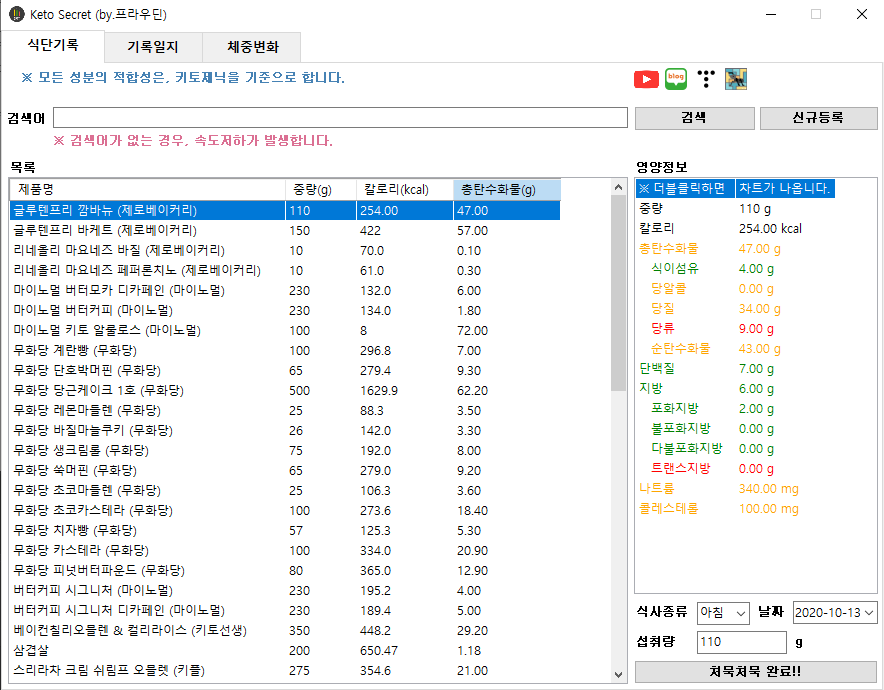 Keto Secret (by.프라우딘)
식단기록 기록일지 체중변화
※ 모든 성분의 적합성은, 키토제닉을 기준으로 합니다.
blog
검색어 검색 신규등록
※ 검색어가 없는 경우, 속도저하가 발생합니다.
목록
제품명 중량(g) 칼로리(kcal) 총탄수화물(g)
글루텐프리 깜바뉴 (제로베이커리) 110 254.00 47.00
글루텐프리 바케트 (제로베이커리) 150 422 57.00
리네올리 마요네즈 바질 (제로베이커리) 10 70.0 0.10
리네올리 마요네즈 페퍼론치노 (제로베이커리) 10 61.0 0.30
마이노멀 버터모카 디카페인 (마이노멀) 230 132.0 6.00
마이노멀 버터커피 (마이노멀) 230 134.0 1.80
마이노멀 키토 알룰로스 (마이노멀) 100 8 72.00
무화당 계란빵 (무화당) 100 296.8 7.00
무화당 단호박머핀 (무화당) 65 279.4 9.30
무화당 당근케이크 1호 (무화당) 500 1629.9 62.20
무화당 레몬마들렌 (무화당) 25 88.3 3.50
무화당 바질마늘쿠키 (무화당) 26 142.0 3.30
무화당 생크림롤 (무화당) 75 192.0 8.00
무화당 쑥머핀 (무화당) 65 279.0 9.20
무화당 초코마들렌 (무화당) 25 106.3 3.60
무화당 초코카스테라 (무화당) 100 273.6 18.40
무화당 치자빵 (무화당) 57 125.3 5.30
무화당 카스테라 (무화당) 100 334.0 20.90
무화당 피넛버터파운드 (무화당) 80 365.0 12.90
버터커피 시그니처 (마이노멀) 230 195.2 4.00
버터커피 시그니처 디카페인 (마이노멀) 230 189.4 5.00
베이컨칠리오믈렌 & 컬리라이스 (키토선생) 350 448.2 29.20
삼겹살 200 650.47 1.18
스리라차 크림 쉬림프 오믈렛 (키플) 275 354.6 21.00
영양정보
※ 더블클릭하면 차트가 나옵니다.
중량 110 g
칼로리 254.00 kcal
총탄수화물 47.00 g
식이섬유 4.00 g
당알콜 0.00 g
당질 34.00 g
당류 9.00 g
순탄수화물 43.00 g
단백질 7.00 g
지방 6.00 g
포화지방 2.00 g
불포화지방 0.00 g
다불포화지방 0.00 g
트랜스지방 0.00 g
나트륨 340.00 mg
콜레스테롤 100.00 mg
식사종류 아침 날짜 2020-10-13
섭취량 110 g
처묵처묵 완료!!